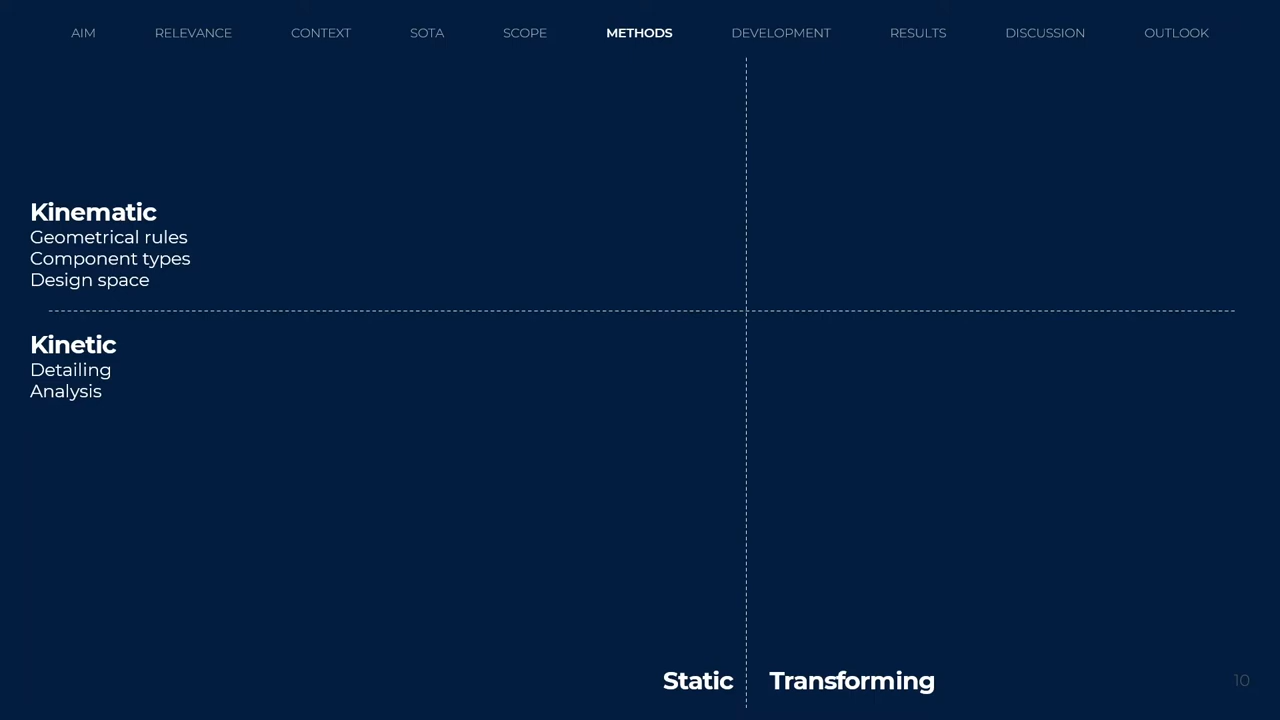 AIM RELEVANCE CONTEXT SOTA SCOPE METHODS DEVELOPMENT RESULTS DISCUSSION OUTLOOK
Kinematic
Geometrical rules
Component types
Design space
Kinetic
Detailing
Analysis
Static Transforming
10